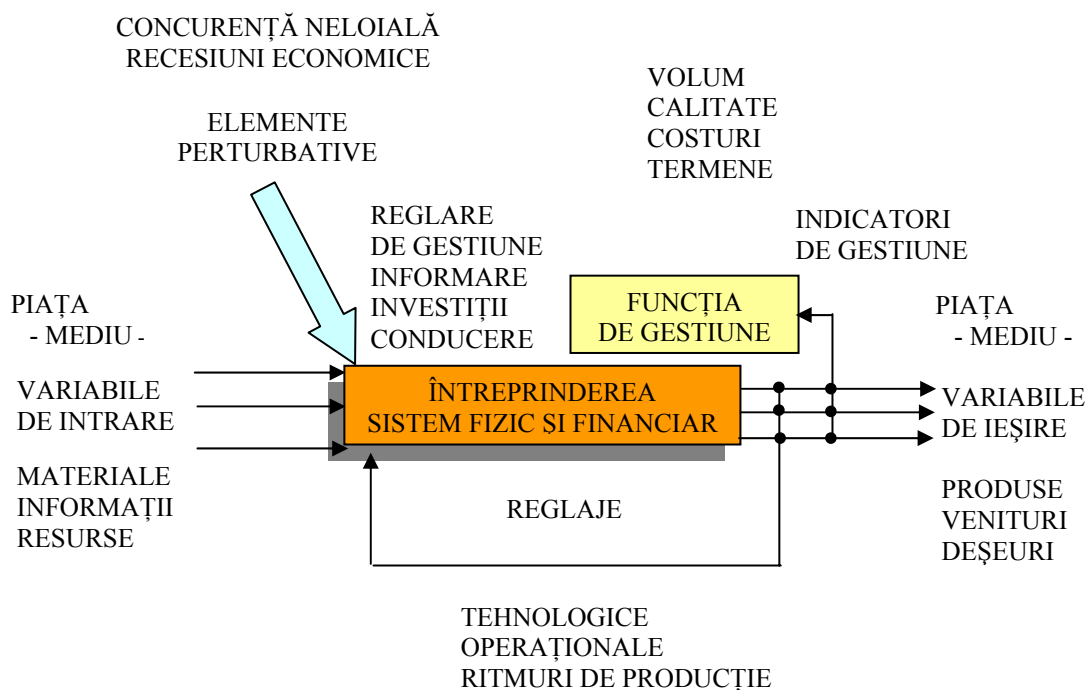 CONCURENȚĂ NELOIALĂ
RECESIUNI ECONOMICE
VOLUM
CALITATE
COSTURI
TERMENE
ELEMENTE
PERTURBATIVE
REGLARE
DE GESTIUNE
INFORMARE
INVESTIȚII
CONDUCERE
INDICATORI
DE GESTIUNE
FUNCȚIA
DE GESTIUNE
PIAȚA
- MEDIU -
PIAȚA
- MEDIU -
ÎNTREPRINDEREA
SISTEM FIZIC ȘI FINANCIAR
VARIABILE
DE INTRARE
VARIABILE
DE IEȘIRE
MATERIALE
INFORMAȚII
RESURSE
REGLAJE
PRODUSE
VENITURI
DEȘEURI
TEHNOLOGICE
OPERAȚIONALE
RITMURI DE PRODUCȚIE